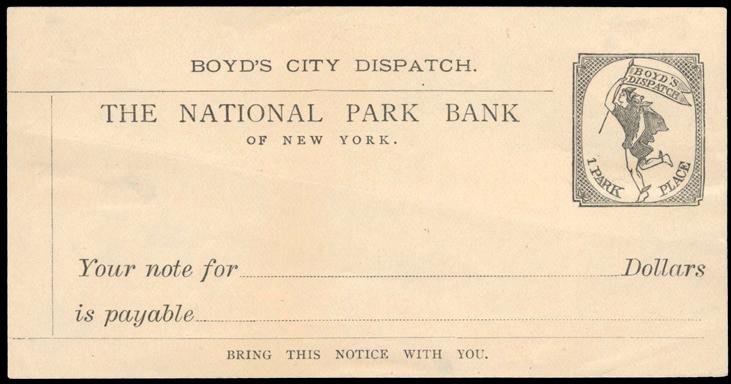 BOYD'S CITY DISPATCH.
BOYD'S
DISPATCH
1 PARK PLACE
THE NATIONAL PARK BANK
OF NEW YORK.
Your note for Dollars
is payable
BRING THIS NOTICE WITH YOU.